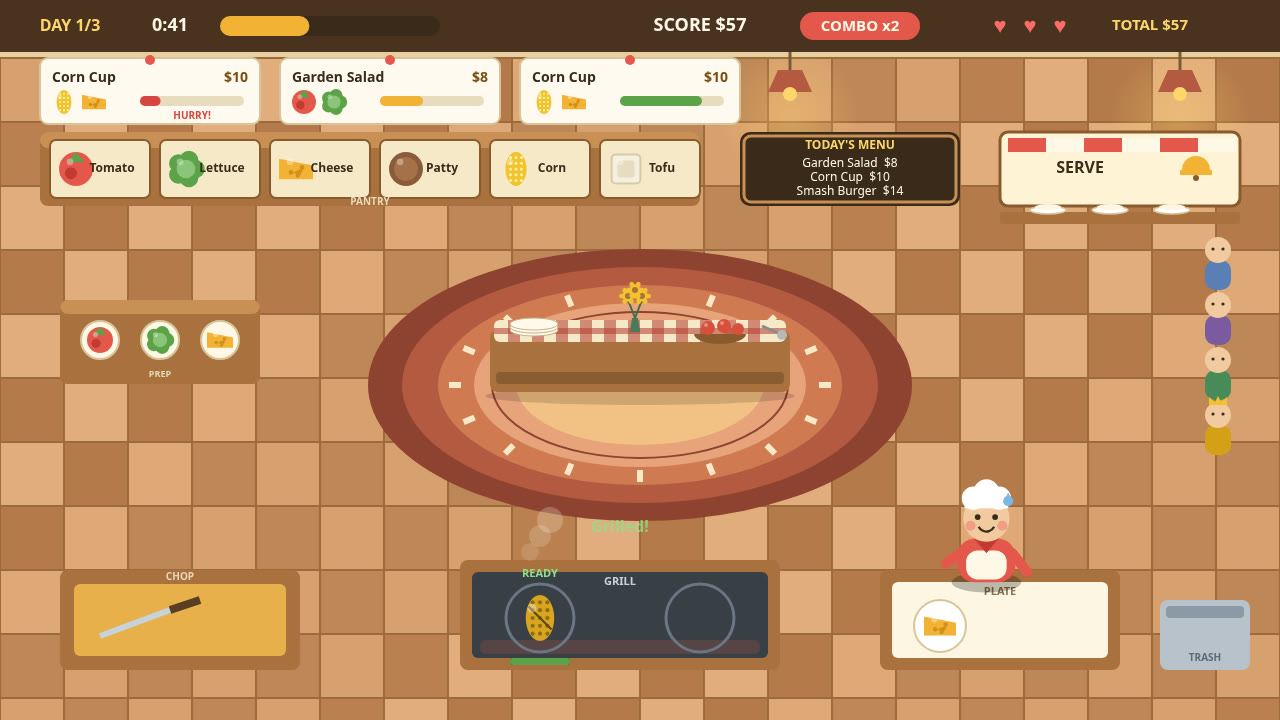 DAY 1/3
0:41
SCORE $57
COMBO x2
TOTAL $57
Corn Cup $10
HURRY!
Garden Salad $8
Corn Cup $10
Tomato
Lettuce
Cheese
Patty
Corn
Tofu
PANTRY
TODAY'S MENU
Garden Salad $8
Corn Cup $10
Smash Burger $14
SERVE
PREP
Grilled!
CHOP
READY
GRILL
PLATE
TRASH